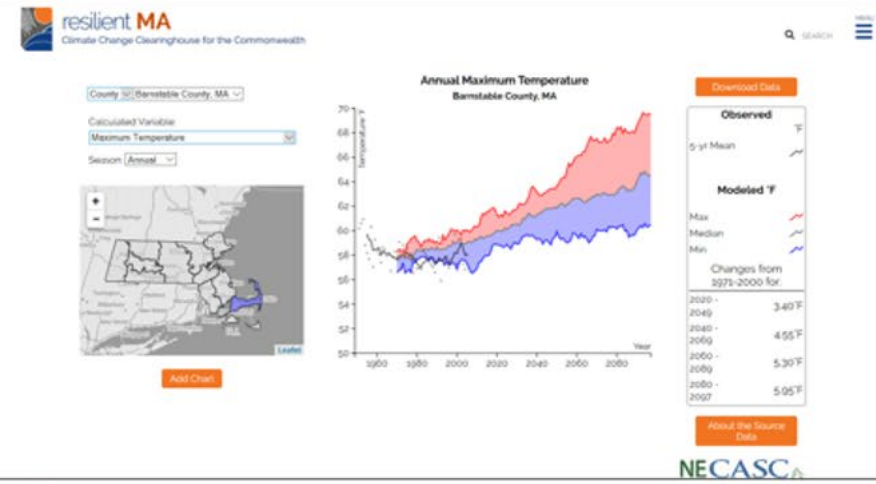 resilient MA
Climate Change Clearinghouse for the Commonwealth
SEARCH
MENU
County Barnstable County, MA
Calculated Variable:
Maximum Temperature
Season: Annual
+
−
Leaflet
Add Chart
Annual Maximum Temperature
Barnstable County, MA
Temperature °F
70
68
66
64
62
60
58
56
54
52
50
1960 1980 2000 2020 2040 2060 2080
Year
Download Data
Observed
°F
5-yr Mean
Modeled °F
Max
Median
Min
Changes from
1971-2000 for:
2020 -
2049 3.40°F
2040 -
2069 4.55°F
2060 -
2089 5.30°F
2080 -
2097 5.95°F
About the Source
Data
NECASC